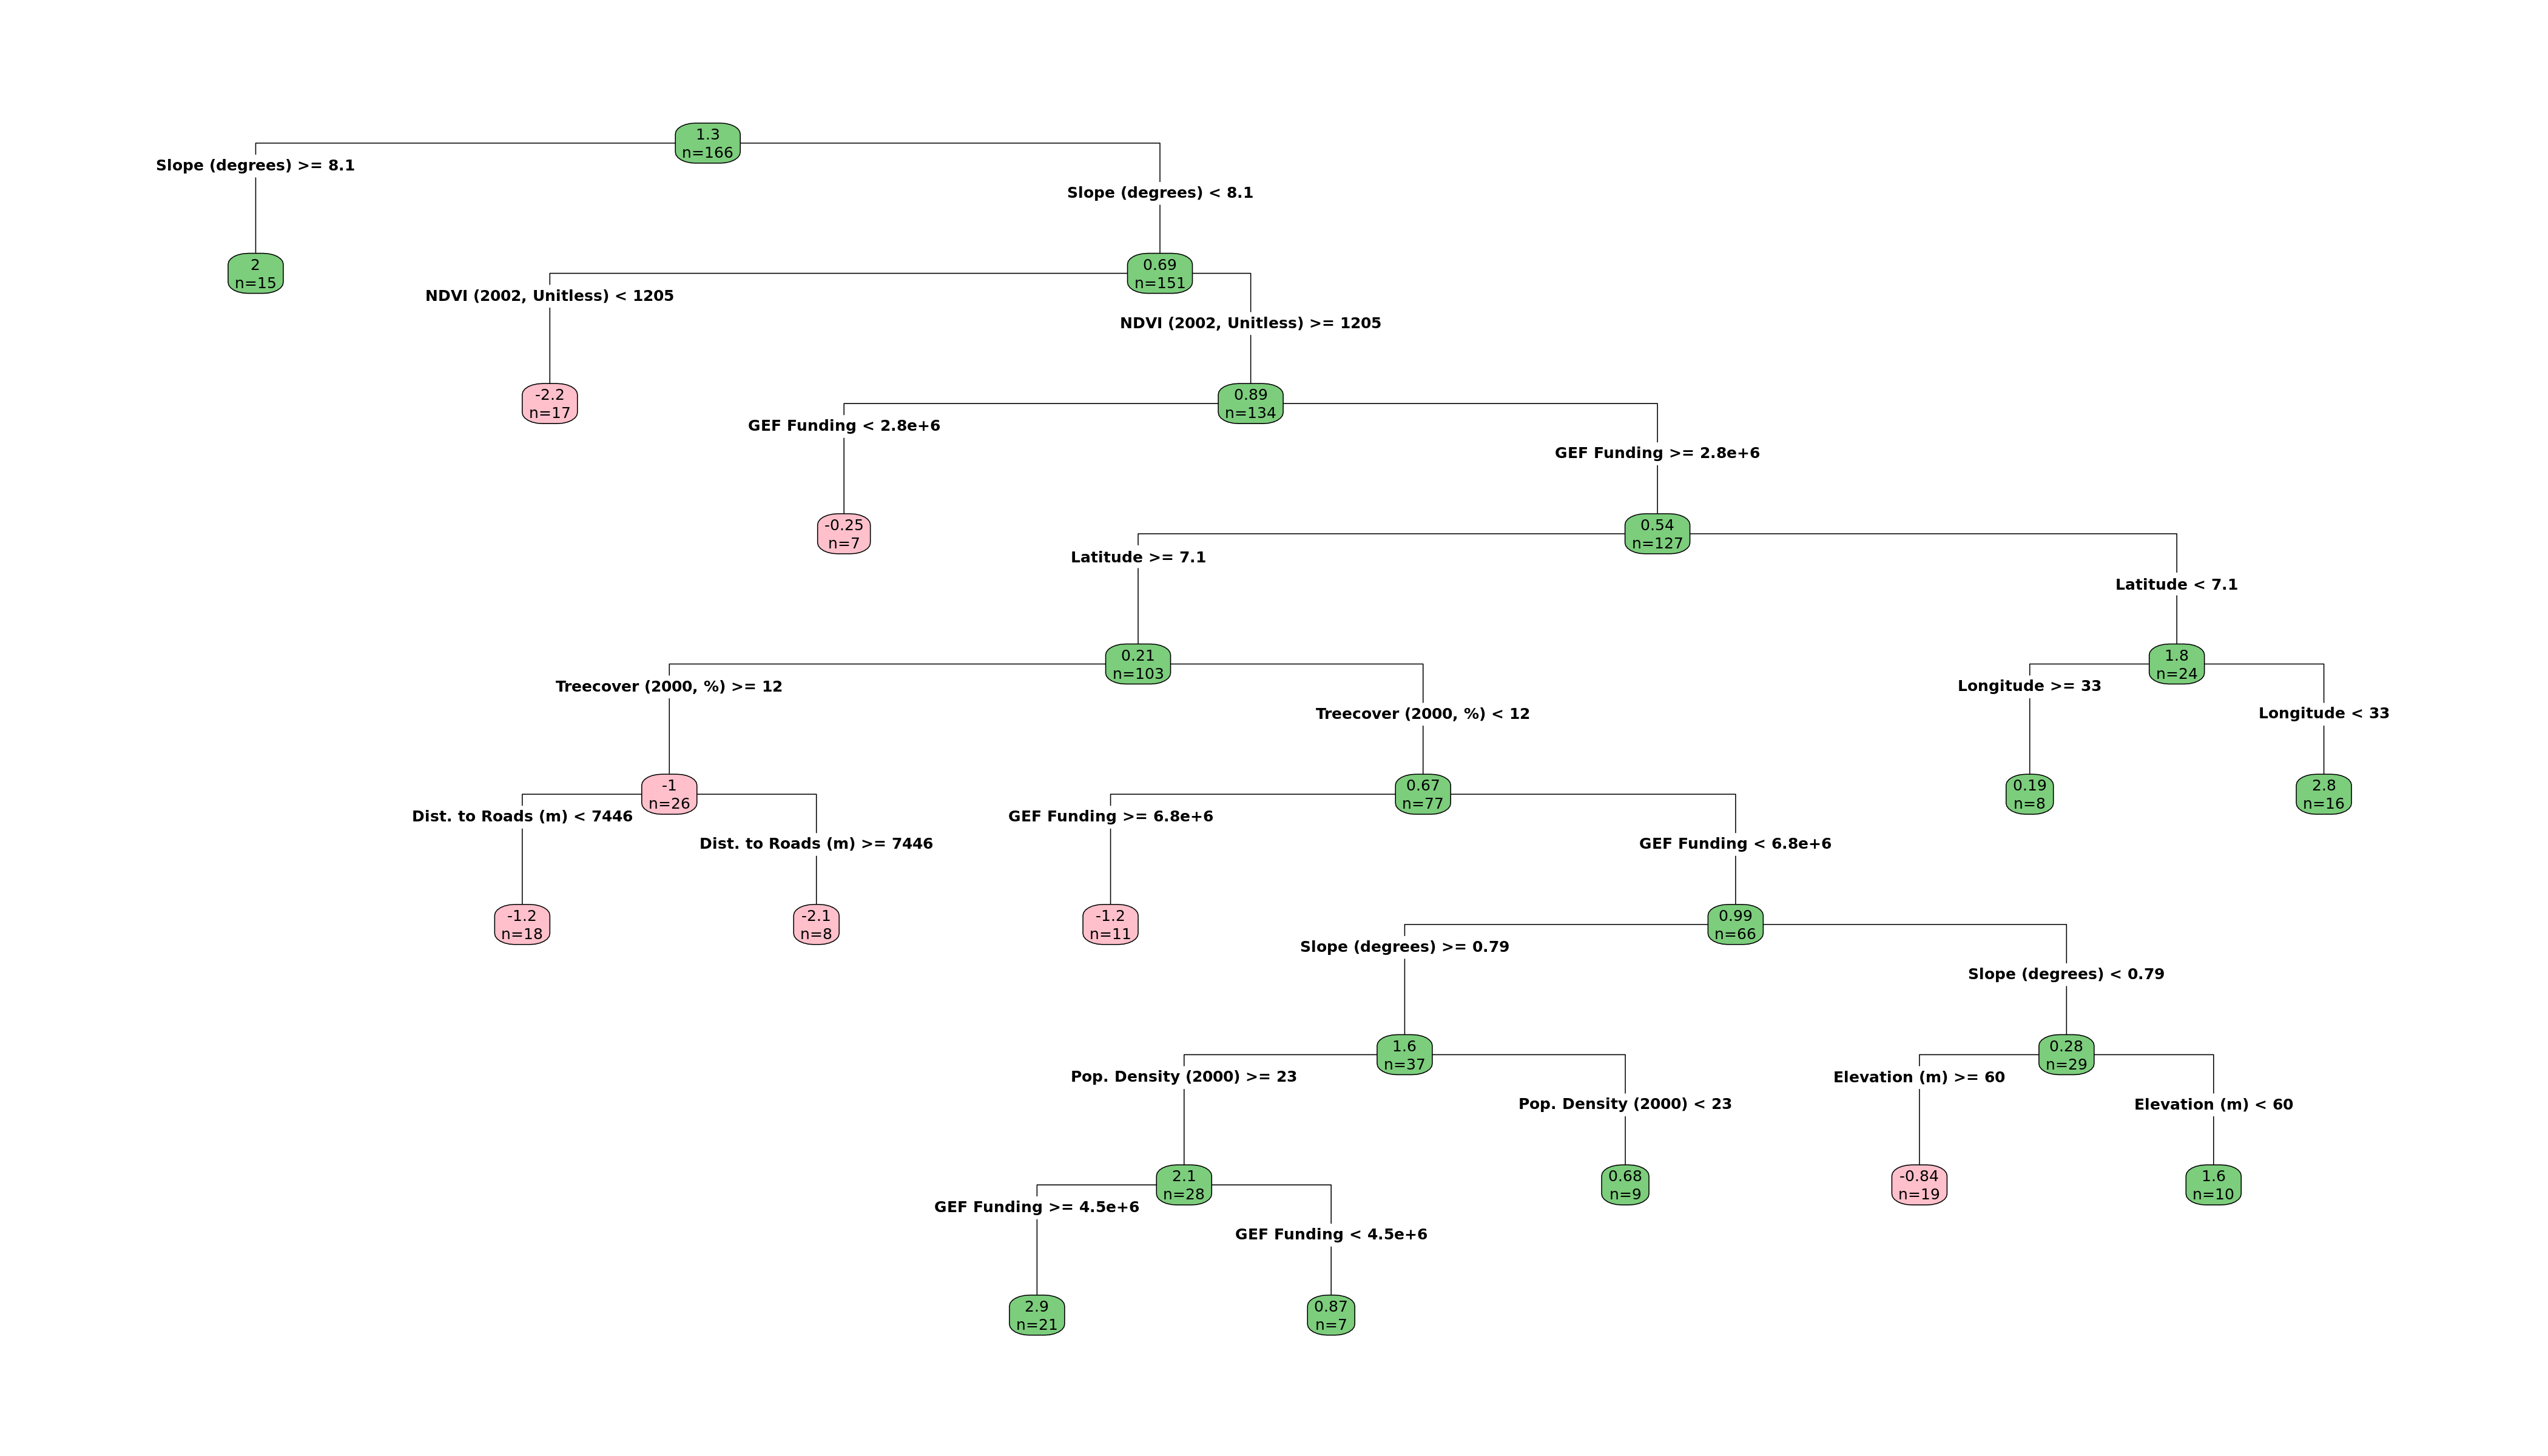 1.3
n=166
Slope (degrees) >= 8.1
Slope (degrees) < 8.1
2
n=15
0.69
n=151
NDVI (2002, Unitless) < 1205
NDVI (2002, Unitless) >= 1205
-2.2
n=17
0.89
n=134
GEF Funding < 2.8e+6
GEF Funding >= 2.8e+6
-0.25
n=7
0.54
n=127
Latitude >= 7.1
Latitude < 7.1
0.21
n=103
1.8
n=24
Treecover (2000, %) >= 12
Treecover (2000, %) < 12
Longitude >= 33
Longitude < 33
-1
n=26
0.67
n=77
0.19
n=8
2.8
n=16
Dist. to Roads (m) < 7446
Dist. to Roads (m) >= 7446
GEF Funding >= 6.8e+6
GEF Funding < 6.8e+6
-1.2
n=18
-2.1
n=8
-1.2
n=11
0.99
n=66
Slope (degrees) >= 0.79
Slope (degrees) < 0.79
1.6
n=37
0.28
n=29
Pop. Density (2000) >= 23
Pop. Density (2000) < 23
Elevation (m) >= 60
Elevation (m) < 60
2.1
n=28
0.68
n=9
-0.84
n=19
1.6
n=10
GEF Funding >= 4.5e+6
GEF Funding < 4.5e+6
2.9
n=21
0.87
n=7